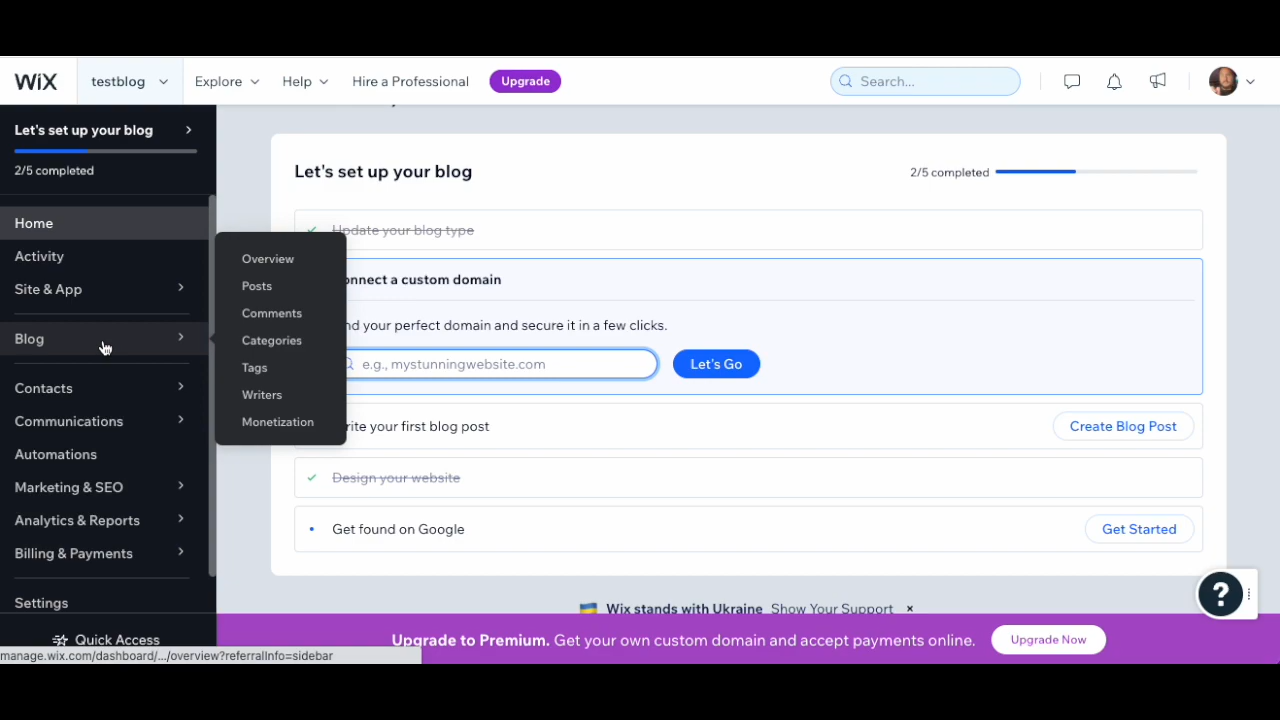 WIX
testblog
Explore
Help
Hire a Professional
Upgrade
Search...
Let's set up your blog
2/5 completed
Home
Activity
Site & App
Blog
Contacts
Communications
Automations
Marketing & SEO
Analytics & Reports
Billing & Payments
Settings
Quick Access
manage.wix.com/dashboard/.../overview?referralInfo=sidebar
Overview
Posts
Comments
Categories
Tags
Writers
Monetization
Let's set up your blog
2/5 completed
Update your blog type
onnect a custom domain
nd your perfect domain and secure it in a few clicks.
e.g., mystunningwebsite.com
Let's Go
rite your first blog post
Create Blog Post
Design your website
Get found on Google
Get Started
Wix stands with Ukraine Show Your Support ×
?
Upgrade to Premium. Get your own custom domain and accept payments online.
Upgrade Now